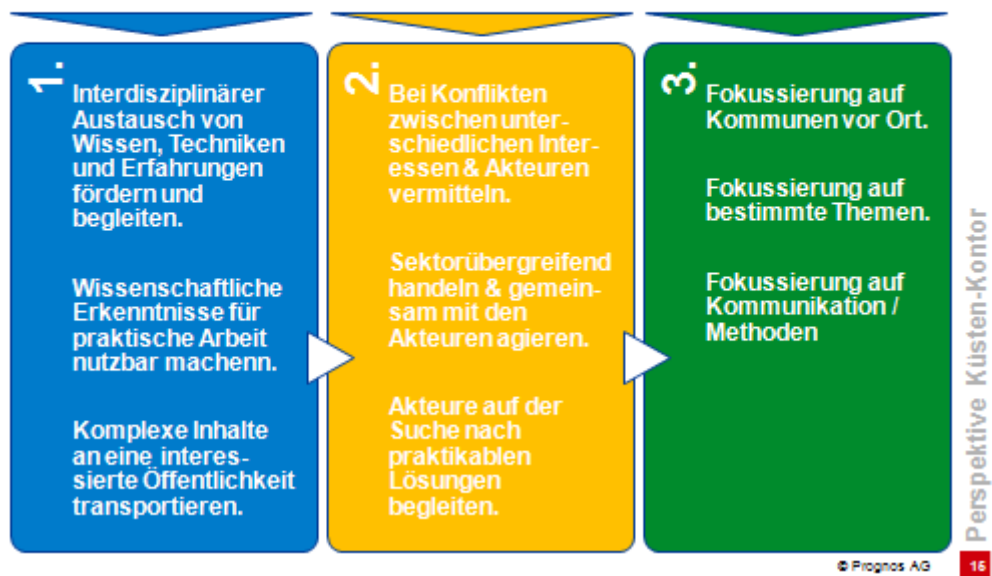 1.
Interdisziplinärer
Austausch von
Wissen, Techniken
und Erfahrungen
fördern und
begleiten.
Wissenschaftliche
Erkenntnisse für
praktische Arbeit
nutzbar machenn.
Komplexe Inhalte
an eine interes-
sierte Öffentlichkeit
transportieren.
2.
Bei Konflikten
zwischen unter-
schiedlichen Inter-
essen & Akteuren
vermitteln.
Sektorübergreifend
handeln & gemein-
sam mit den
Akteuren agieren.
Akteure auf der
Suche nach
praktikablen
Lösungen
begleiten.
3.
Fokussierung auf
Kommunen vor Ort.
Fokussierung auf
bestimmte Themen.
Fokussierung auf
Kommunikation /
Methoden
Perspektive Küsten-Kontor
© Prognos AG
15